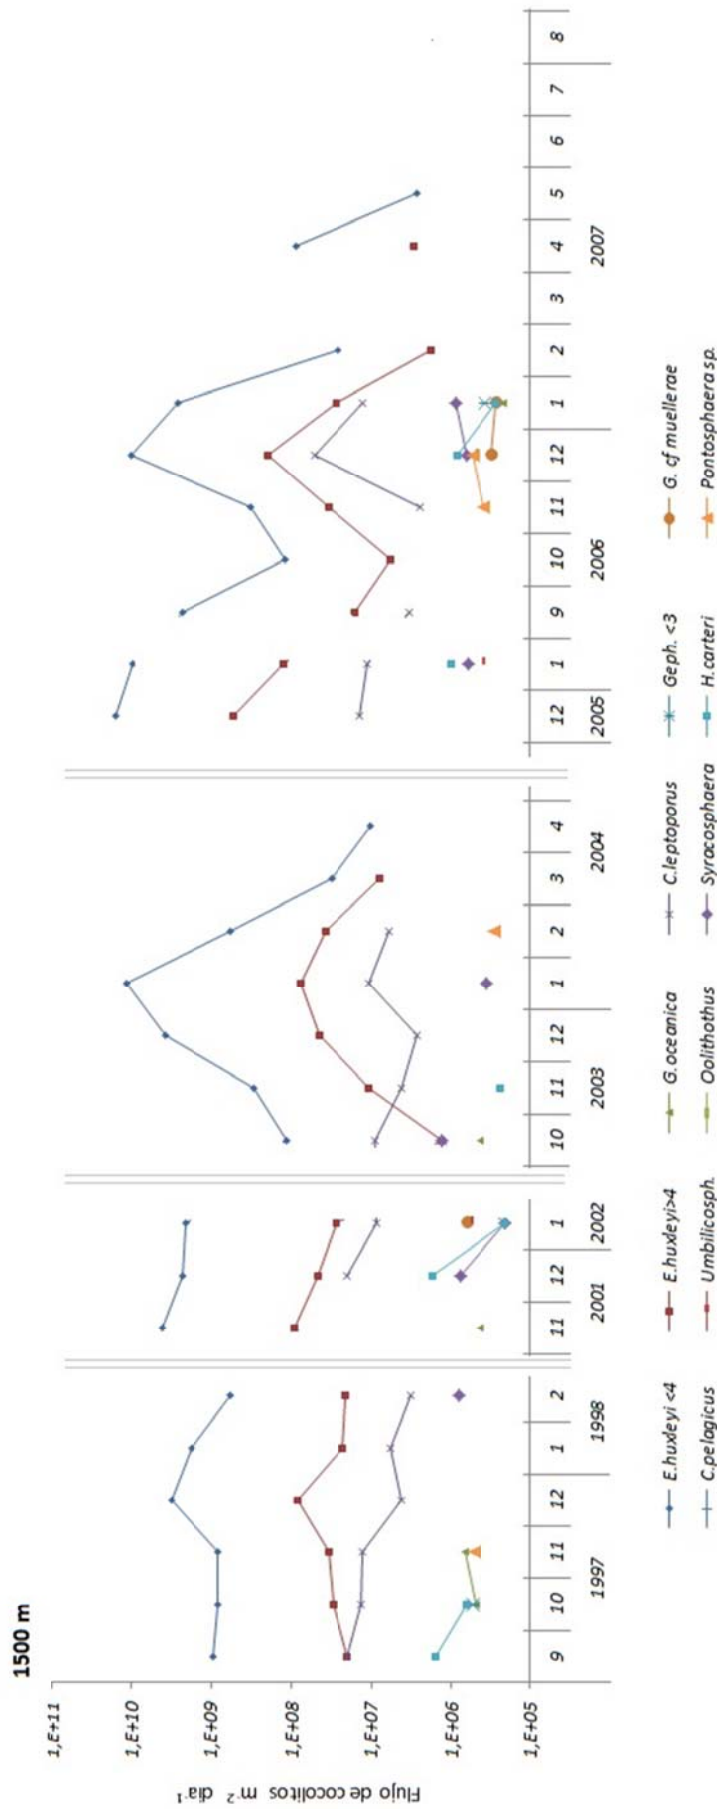 1500 m
Flujo de cocolitos m⁻² dia⁻¹
1,E+11
1,E+10
1,E+09
1,E+08
1,E+07
1,E+06
1,E+05
9 10 11 12 1 2 11 12 1 10 11 12 1 2 3 4 12 1 9 10 11 12 1 2 3 4 5 6 7 8
1997 1998 2001 2002 2003 2004 2005 2006 2007
E.huxleyi <4 E.huxleyi>4 G.oceanica C.leptoporus Geph. <3 G. cf muellerae
C.pelagicus Umbilicosph. Oolithothus Syracosphaera H.carteri Pontosphaera sp.